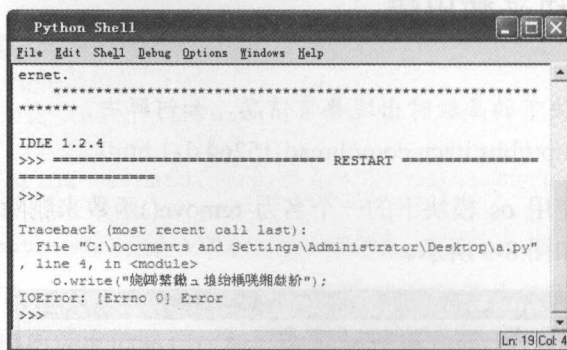 Python Shell
File Edit Shell Debug Options Windows Help
ernet.
****************************************************************
*******
IDLE 1.2.4
>>> ================================ RESTART ================
================
>>>
Traceback (most recent call last):
File "C:\Documents and Settings\Administrator\Desktop\a.py"
, line 4, in <module>
o.write("
");
IOError: [Errno 0] Error
>>>
Ln: 19 Col: 4